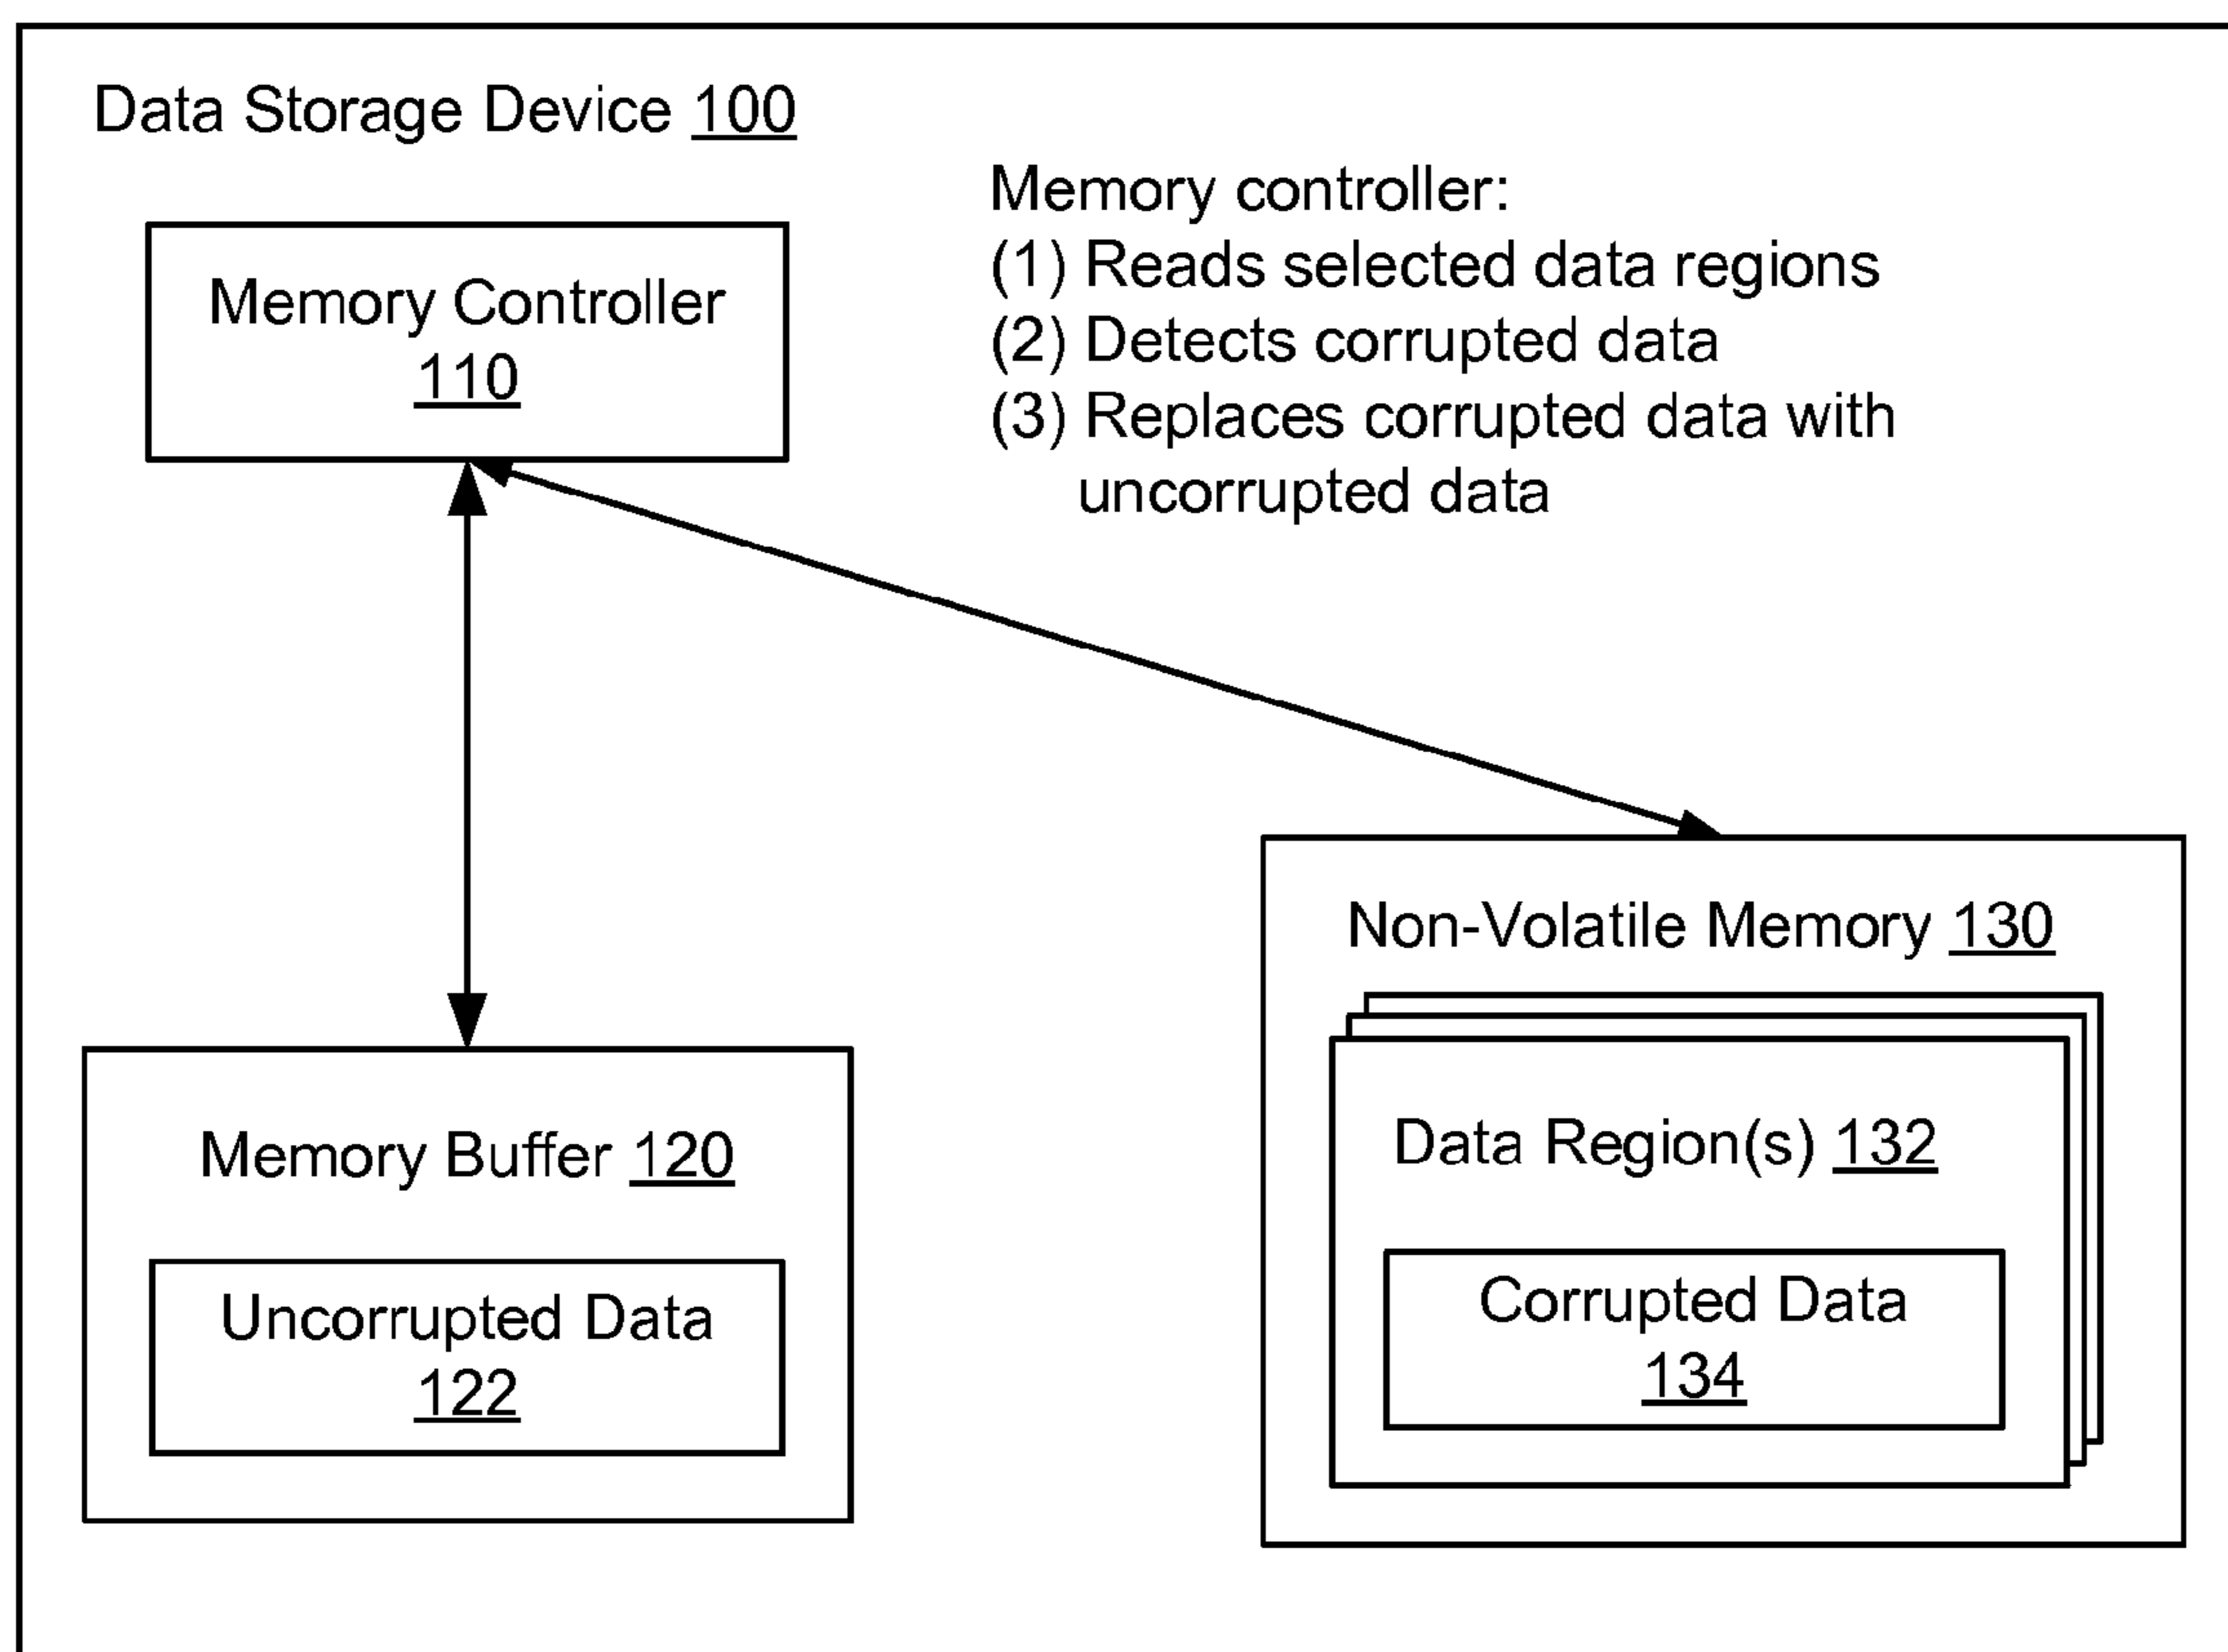 Data Storage Device 100
Memory controller:
(1) Reads selected data regions
(2) Detects corrupted data
(3) Replaces corrupted data with
uncorrupted data
Memory Controller
110
Memory Buffer 120
Uncorrupted Data
122
Non-Volatile Memory 130
Data Region(s) 132
Corrupted Data
134